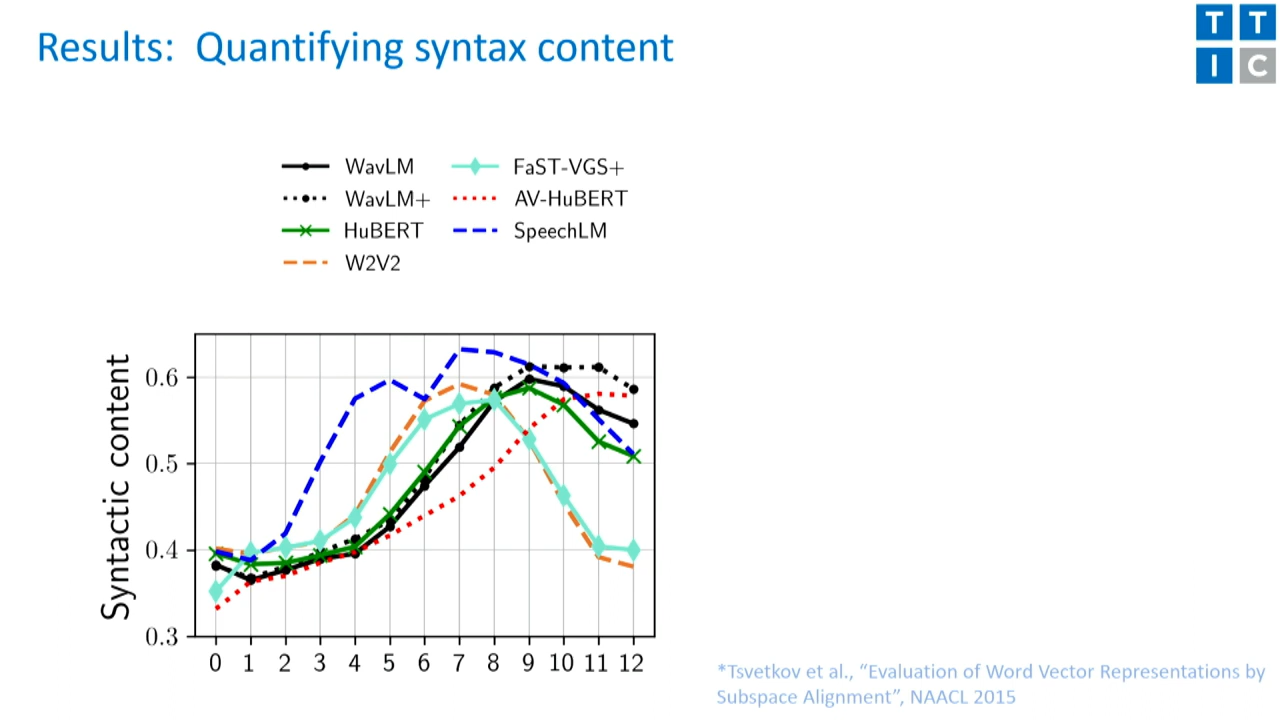 Results: Quantifying syntax content
T T
I C
WavLM
WavLM+
HuBERT
W2V2
FaST-VGS+
AV-HuBERT
SpeechLM
Syntactic content
0.6
0.5
0.4
0.3
0 1 2 3 4 5 6 7 8 9 10 11 12
*Tsvetkov et al., “Evaluation of Word Vector Representations by
Subspace Alignment”, NAACL 2015